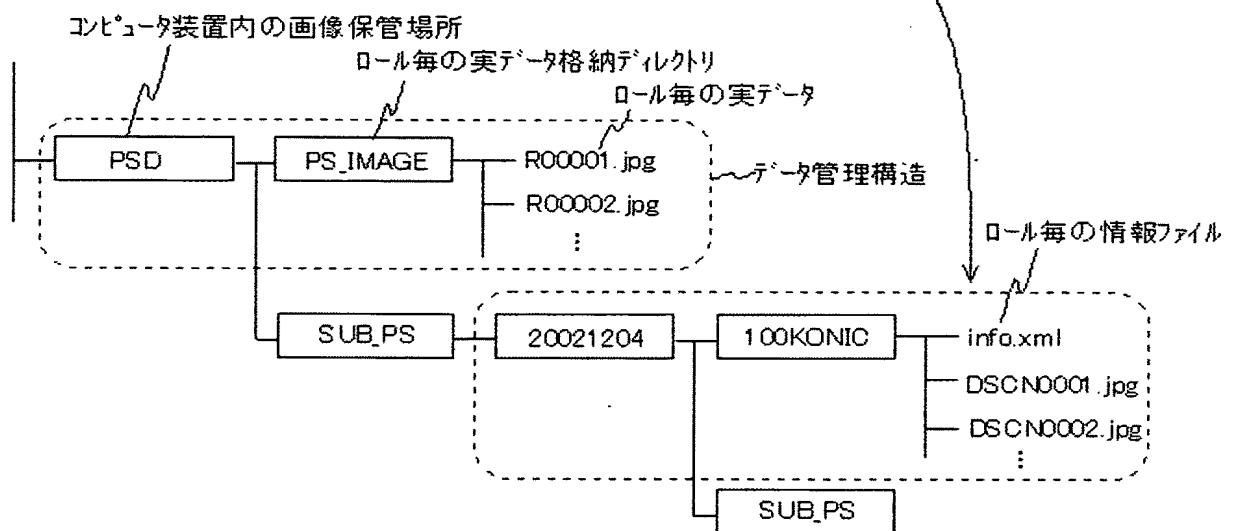 コンピュータ装置内の画像保管場所
ロール毎の実データ格納ディレクトリ
ロール毎の実データ
PSD
PS_IMAGE
R00001.jpg
データ管理構造
R00002.jpg
ロール毎の情報ファイル
SUB_PS
20021204
100KONIC
info.xml
DSCN0001.jpg
DSCN0002.jpg
SUB_PS